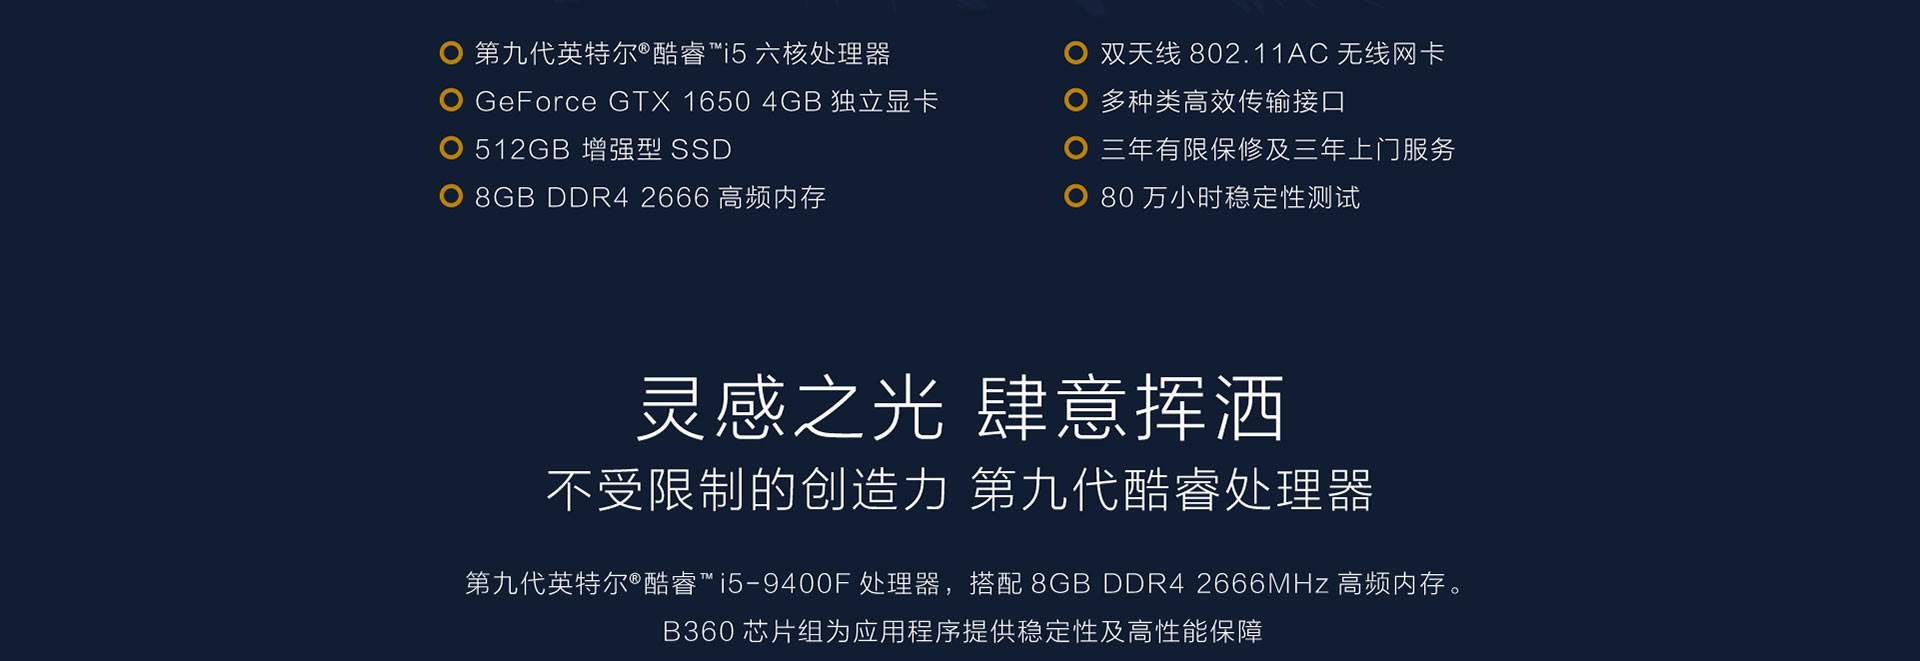 第九代英特尔®酷睿™i5 六核处理器
GeForce GTX 1650 4GB 独立显卡
512GB 增强型 SSD
8GB DDR4 2666 高频内存
双天线 802.11AC 无线网卡
多种类高效传输接口
三年有限保修及三年上门服务
80 万小时稳定性测试
灵感之光 肆意挥洒
不受限制的创造力 第九代酷睿处理器
第九代英特尔®酷睿™ i5-9400F 处理器，搭配 8GB DDR4 2666MHz 高频内存。
B360 芯片组为应用程序提供稳定性及高性能保障